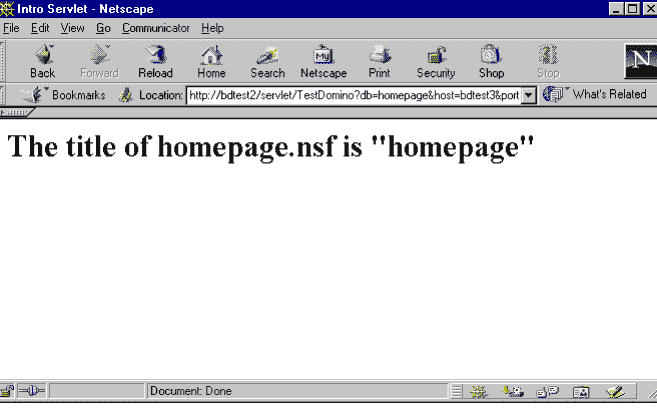 Intro Servlet - Netscape
File Edit View Go Communicator Help
Back Forward Reload Home Search Netscape Print Security Shop Stop
Bookmarks Location: http://bdtest2/servlet/TestDomino?db=homepage&host=bdtest3&port What's Related
The title of homepage.nsf is "homepage"
Document: Done